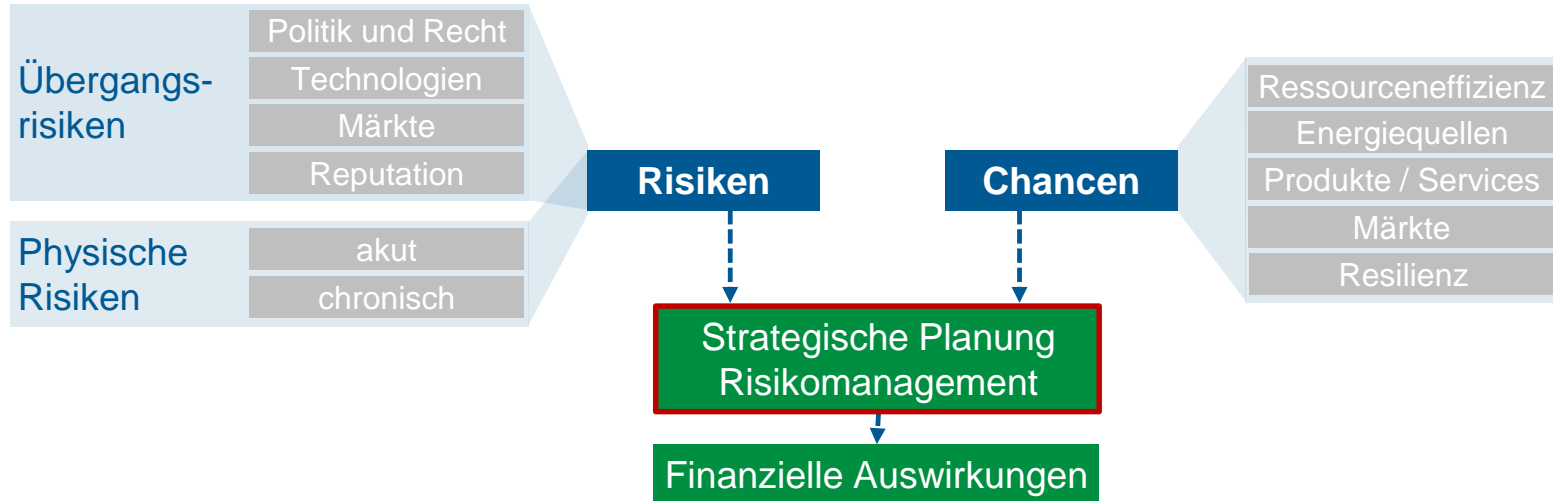 Übergangs-
risiken
Politik und Recht
Technologien
Märkte
Reputation
Physische
Risiken
akut
chronisch
Risiken
Chancen
Ressourceneffizienz
Energiequellen
Produkte / Services
Märkte
Resilienz
Strategische Planung
Risikomanagement
Finanzielle Auswirkungen